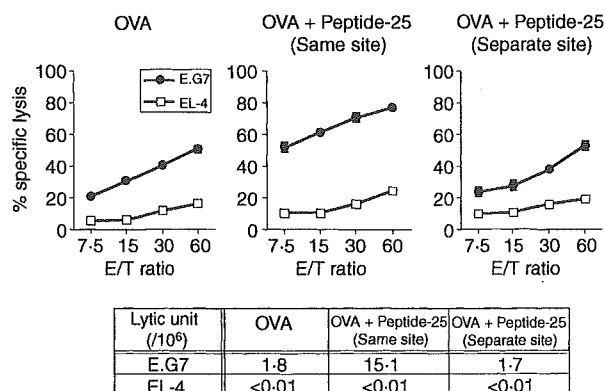 OVA
OVA + Peptide-25
(Same site)
OVA + Peptide-25
(Separate site)
% specific lysis
100
80
60
40
20
0
E.G7
EL-4
7·5 15 30 60
E/T ratio
100
80
60
40
20
0
7·5 15 30 60
E/T ratio
100
80
60
40
20
0
7·5 15 30 60
E/T ratio
Lytic unit (/10⁶) OVA OVA + Peptide-25 (Same site) OVA + Peptide-25 (Separate site)
E.G7 1·8 15·1 1·7
EL-4 <0.01 <0.01 <0.01